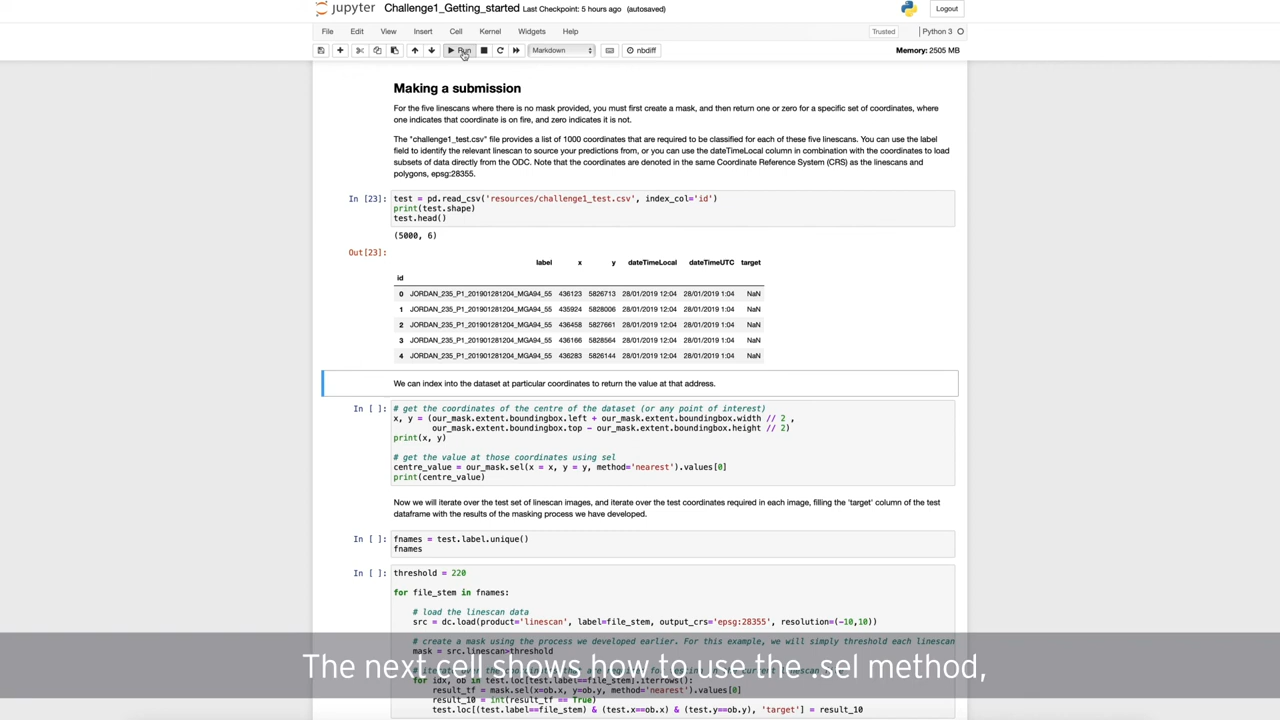 jupyter Challenge1_Getting_started Last Checkpoint: 5 hours ago (autosaved) Logout
File Edit View Insert Cell Kernel Widgets Help Trusted Python 3
Run Markdown nbdiff Memory: 2505 MB
Making a submission
For the five linescans where there is no mask provided, you must first create a mask, and then return one or zero for a specific set of coordinates, where
one indicates that coordinate is on fire, and zero indicates it is not.
The "challenge1_test.csv" file provides a list of 1000 coordinates that are required to be classified for each of these five linescans. You can use the label
field to identify the relevant linescan to source your predictions from, or you can use the dateTimeLocal column in combination with the coordinates to load
subsets of data directly from the ODC. Note that the coordinates are denoted in the same Coordinate Reference System (CRS) as the linescans and
polygons, epsg:28355.
In [23]: test = pd.read_csv('resources/challenge1_test.csv', index_col='id')
print(test.shape)
test.head()
(5000, 6)
Out[23]:
label x y dateTimeLocal dateTimeUTC target
id
0 JORDAN_235_P1_201901281204_MGA94_55 436123 5826713 28/01/2019 12:04 28/01/2019 1:04 NaN
1 JORDAN_235_P1_201901281204_MGA94_55 435924 5828006 28/01/2019 12:04 28/01/2019 1:04 NaN
2 JORDAN_235_P1_201901281204_MGA94_55 436458 5827661 28/01/2019 12:04 28/01/2019 1:04 NaN
3 JORDAN_235_P1_201901281204_MGA94_55 436166 5828564 28/01/2019 12:04 28/01/2019 1:04 NaN
4 JORDAN_235_P1_201901281204_MGA94_55 436283 5826144 28/01/2019 12:04 28/01/2019 1:04 NaN
We can index into the dataset at particular coordinates to return the value at that address.
In [ ]: # get the coordinates of the centre of the dataset (or any point of interest)
x, y = (our_mask.extent.boundingbox.left + our_mask.extent.boundingbox.width // 2 ,
our_mask.extent.boundingbox.top - our_mask.extent.boundingbox.height // 2)
print(x, y)
# get the value at those coordinates using sel
centre_value = our_mask.sel(x = x, y = y, method='nearest').values[0]
print(centre_value)
Now we will iterate over the test set of linescan images, and iterate over the test coordinates required in each image, filling the 'target' column of the test
dataframe with the results of the masking process we have developed.
In [ ]: fnames = test.label.unique()
fnames
In [ ]: threshold = 220
for file_stem in fnames:
# load the linescan data
src = dc.load(product='linescan', label=file_stem, output_crs='epsg:28355', resolution=(-10,10))
# create a mask using the process we developed earlier. For this example, we will simply threshold each linescan
mask = src.linescan>threshold
The next cell shows how to use the .sel method,
for idx, ob in test.loc[test.label==file_stem].iterrows():
result_tf = mask.sel(x=ob.x, y=ob.y, method='nearest').values[0]
result_10 = int(result_tf == True)
test.loc[(test.label==file_stem) & (test.x==ob.x) & (test.y==ob.y), 'target'] = result_10